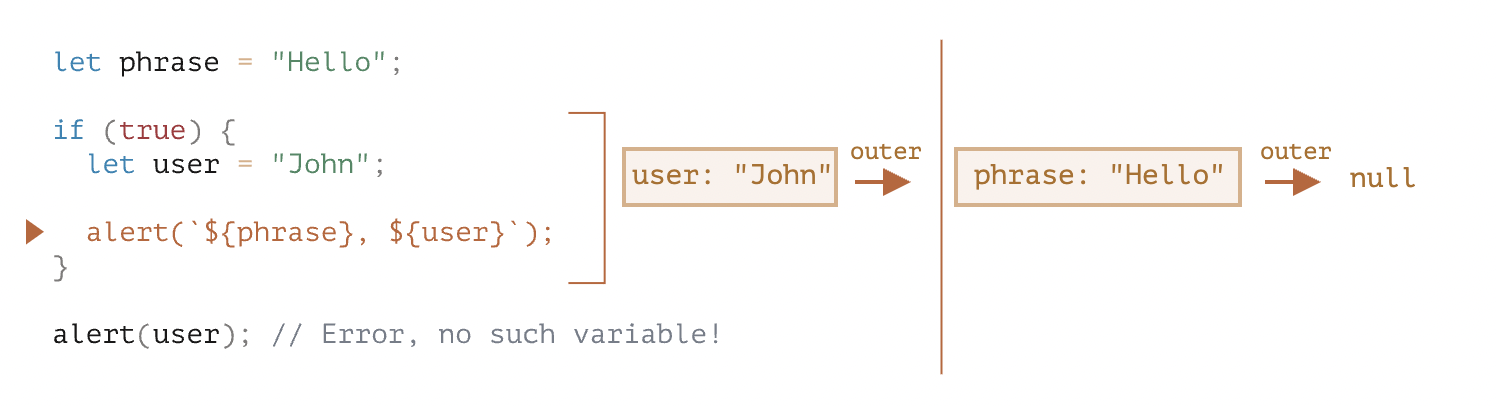 let phrase = "Hello";
if (true) {
let user = "John";
alert(`${phrase}, ${user}`);
}
alert(user); // Error, no such variable!
user: "John"
outer
phrase: "Hello"
outer
null